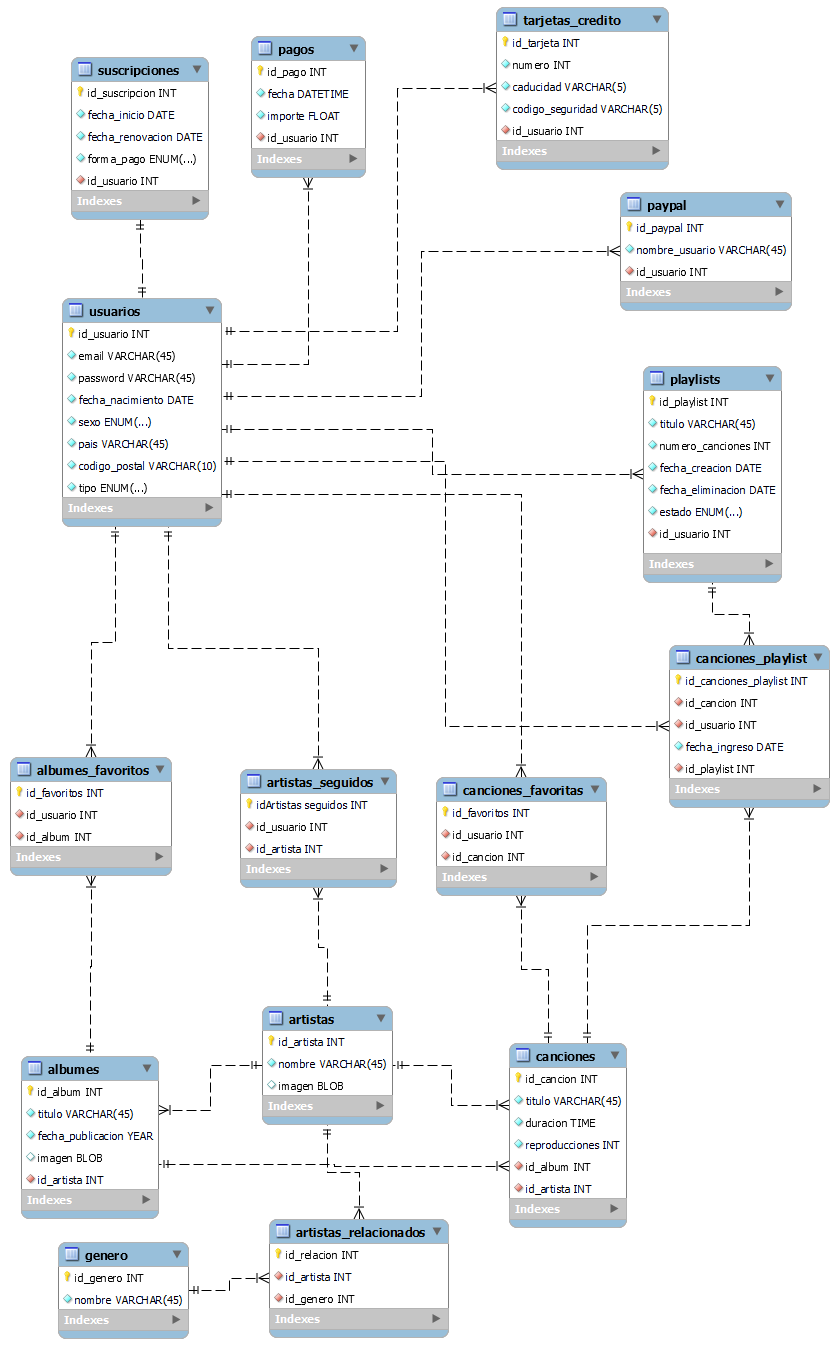 tarjetas_credito
id_tarjeta INT
numero INT
caducidad VARCHAR(5)
codigo_seguridad VARCHAR(5)
id_usuario INT
Indexes
pagos
id_pago INT
fecha DATETIME
importe FLOAT
id_usuario INT
Indexes
suscripciones
id_suscripcion INT
fecha_inicio DATE
fecha_renovacion DATE
forma_pago ENUM(...)
id_usuario INT
Indexes
paypal
id_paypal INT
nombre_usuario VARCHAR(45)
id_usuario INT
Indexes
usuarios
id_usuario INT
email VARCHAR(45)
password VARCHAR(45)
fecha_nacimiento DATE
sexo ENUM(...)
pais VARCHAR(45)
codigo_postal VARCHAR(10)
tipo ENUM(...)
Indexes
playlists
id_playlist INT
titulo VARCHAR(45)
numero_canciones INT
fecha_creacion DATE
fecha_eliminacion DATE
estado ENUM(...)
id_usuario INT
Indexes
canciones_playlist
id_canciones_playlist INT
id_cancion INT
id_usuario INT
fecha_ingreso DATE
id_playlist INT
Indexes
albumes_favoritos
id_favoritos INT
id_usuario INT
id_album INT
Indexes
artistas_seguidos
idArtistas seguidos INT
id_usuario INT
id_artista INT
Indexes
canciones_favoritas
id_favoritos INT
id_usuario INT
id_cancion INT
Indexes
artistas
id_artista INT
nombre VARCHAR(45)
imagen BLOB
Indexes
canciones
id_cancion INT
titulo VARCHAR(45)
duracion TIME
reproducciones INT
id_album INT
id_artista INT
Indexes
albumes
id_album INT
titulo VARCHAR(45)
fecha_publicacion YEAR
imagen BLOB
id_artista INT
Indexes
artistas_relacionados
id_relacion INT
id_artista INT
id_genero INT
Indexes
genero
id_genero INT
nombre VARCHAR(45)
Indexes